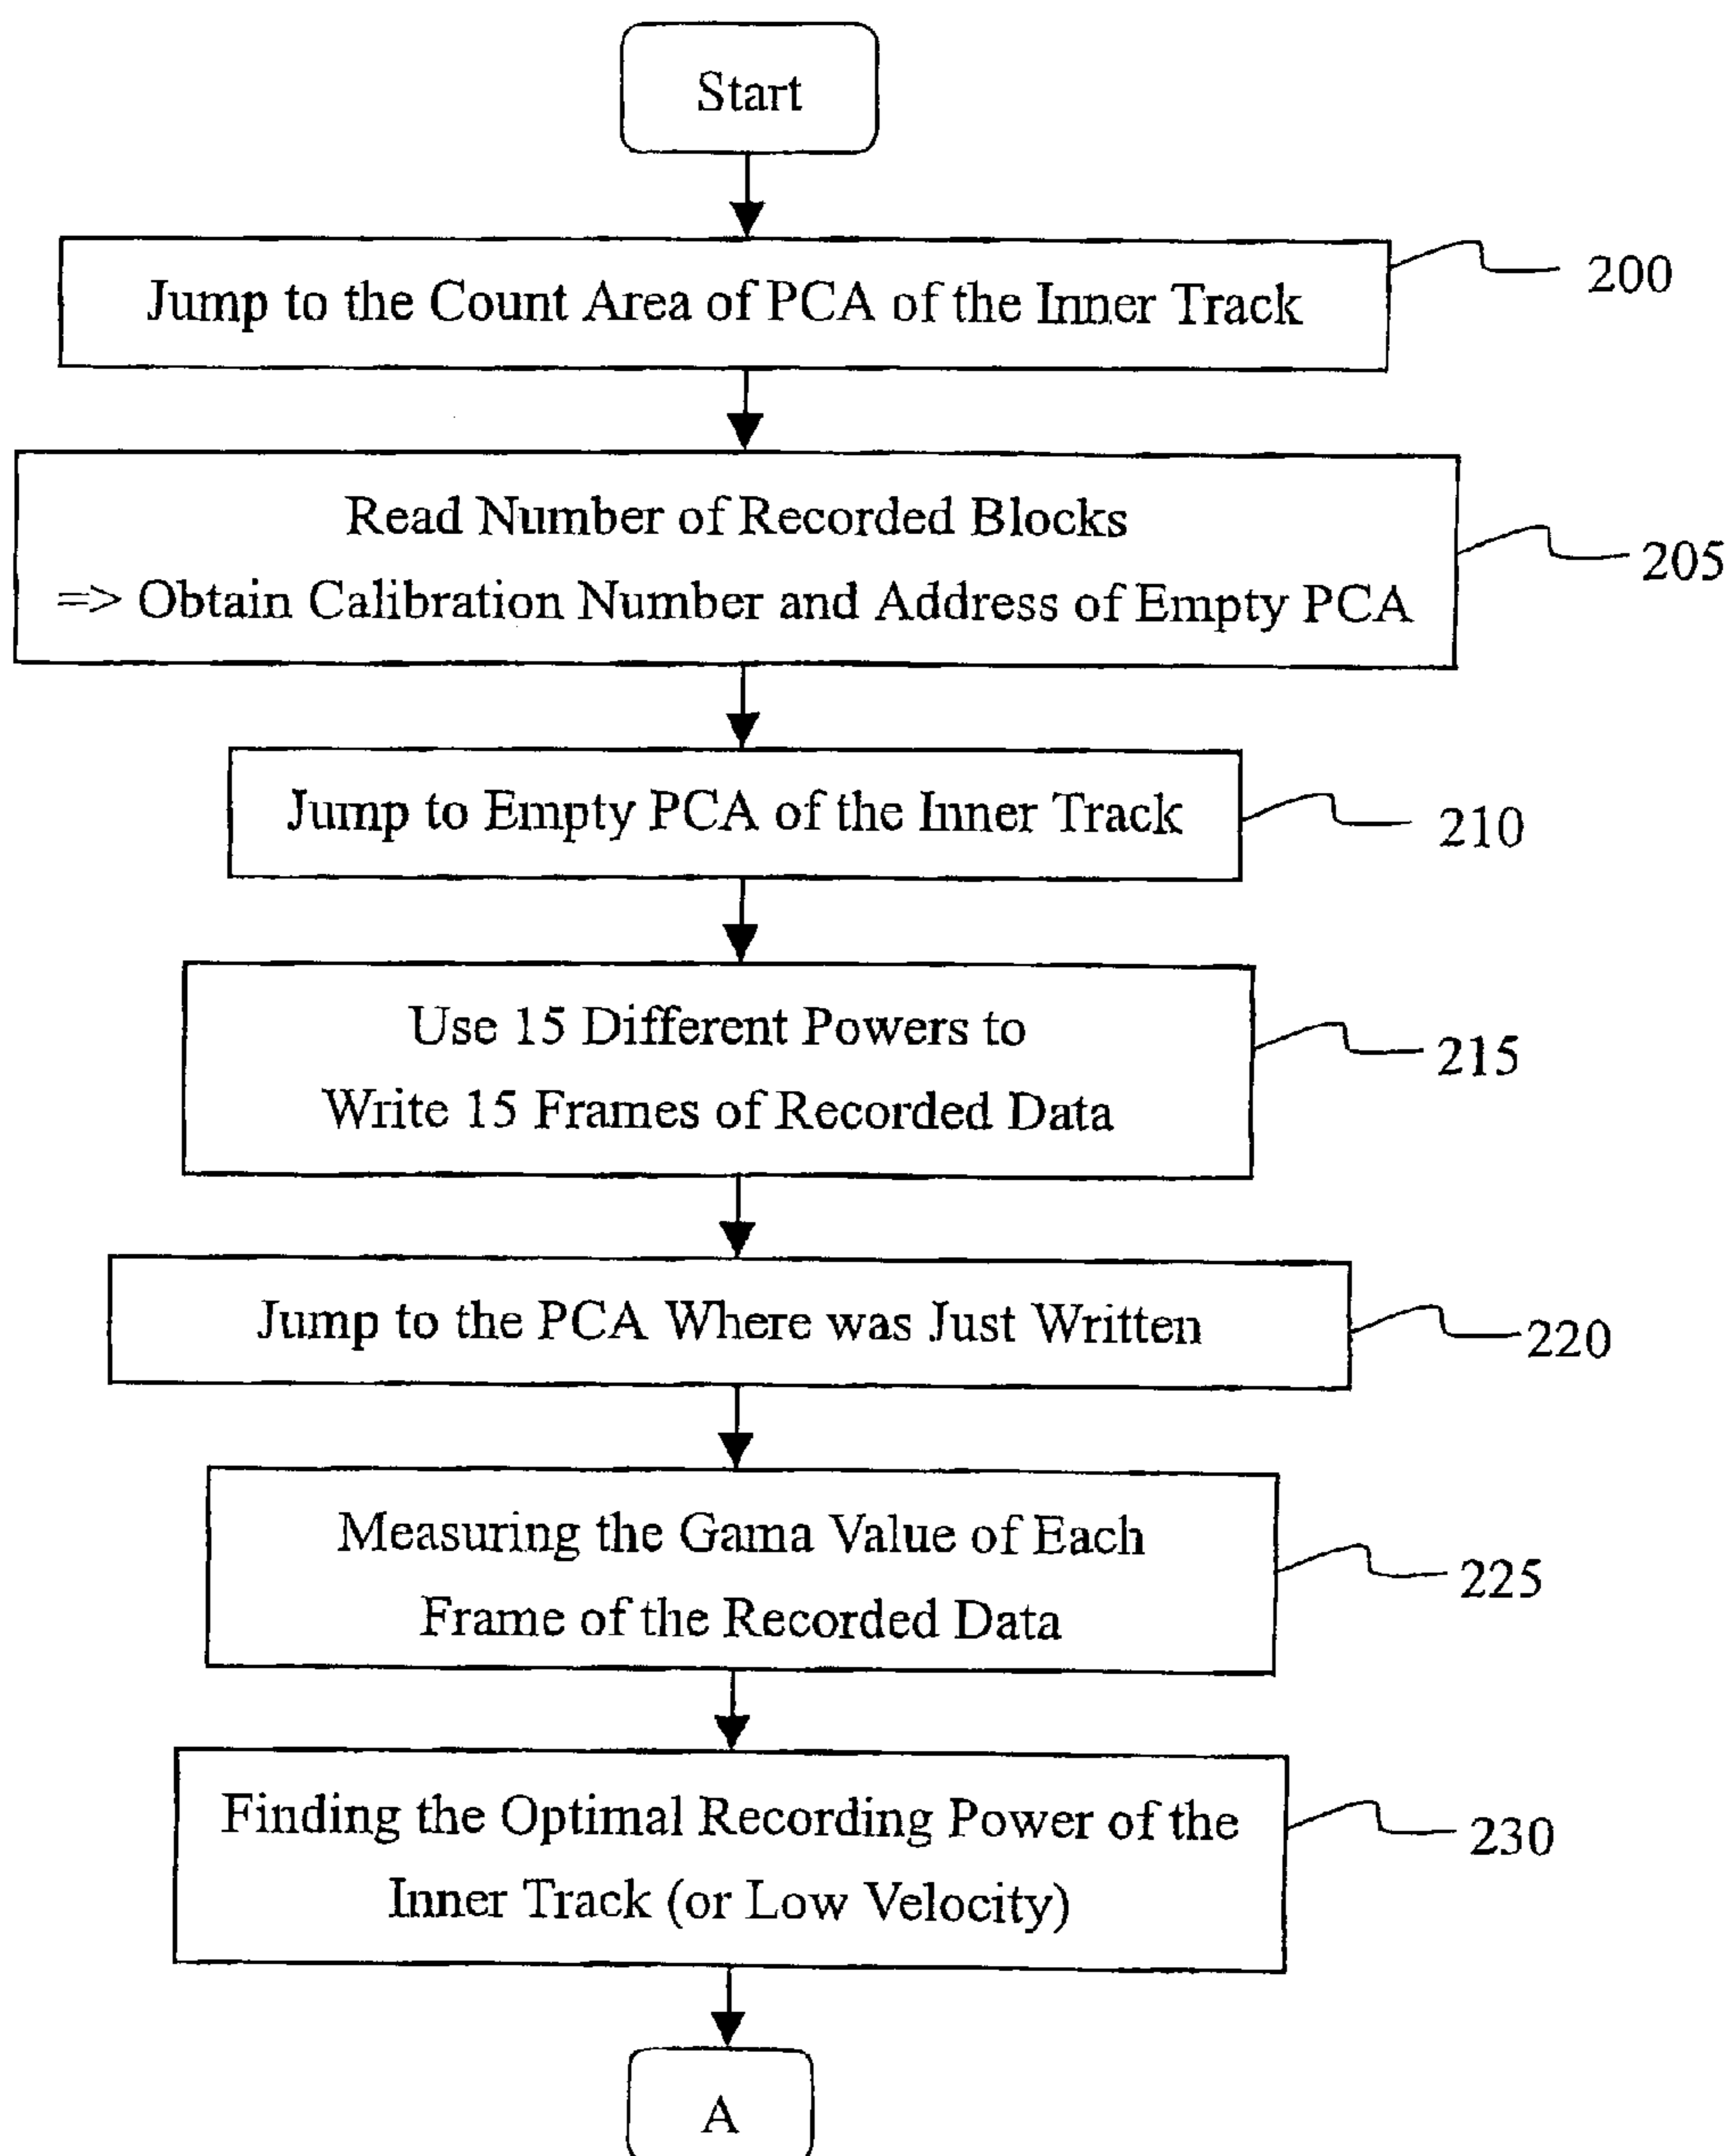 Start
Jump to the Count Area of PCA of the Inner Track
200
Read Number of Recorded Blocks
=> Obtain Calibration Number and Address of Empty PCA
205
Jump to Empty PCA of the Inner Track
210
Use 15 Different Powers to
Write 15 Frames of Recorded Data
215
Jump to the PCA Where was Just Written
220
Measuring the Gama Value of Each
Frame of the Recorded Data
225
Finding the Optimal Recording Power of the
Inner Track (or Low Velocity)
230
A